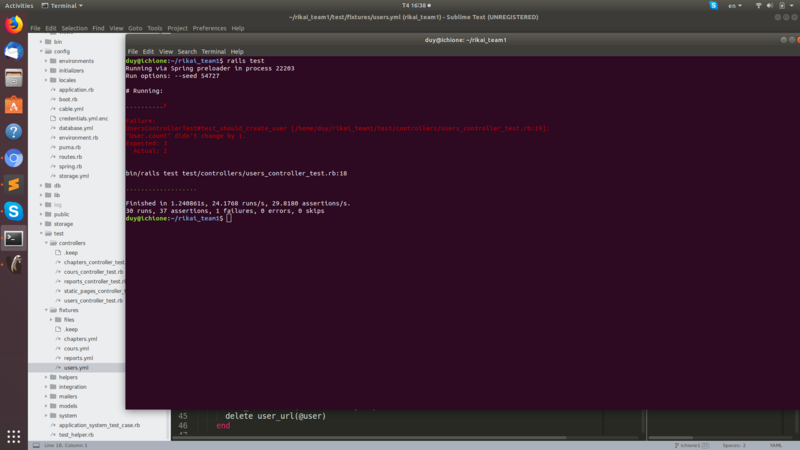 Activities
Terminal
T4 16:38
en
~/rikai_team1/test/fixtures/users.yml (rikai_team1) - Sublime Text (UNREGISTERED)
File Edit Selection Find View Goto Tools Project Preferences Help
bin
config
environments
initializers
locales
application.rb
boot.rb
cable.yml
credentials.yml.enc
database.yml
environment.rb
puma.rb
routes.rb
spring.rb
storage.yml
db
lib
log
public
storage
test
controllers
.keep
chapters_controller_test
cours_controller_test.rb
reports_controller_test.r
static_pages_controller_t
users_controller_test.rb
fixtures
files
.keep
chapters.yml
cours.yml
reports.yml
users.yml
helpers
integration
mailers
models
system
application_system_test_case.rb
test_helper.rb
duy@ichione: ~/rikai_team1
File Edit View Search Terminal Help
duy@ichione:~/rikai_team1$ rails test
Running via Spring preloader in process 22203
Run options: --seed 54727
# Running:
..........F
Failure:
UsersControllerTest#test_should_create_user [/home/duy/rikai_team1/test/controllers/users_controller_test.rb:19]:
"User.count" didn't change by 1.
Expected: 3
Actual: 2
bin/rails test test/controllers/users_controller_test.rb:18
...................
Finished in 1.240861s, 24.1768 runs/s, 29.8180 assertions/s.
30 runs, 37 assertions, 1 failures, 0 errors, 0 skips
duy@ichione:~/rikai_team1$
45 delete user_url(@user)
46 end
47
Line 18, Column 1
ichione1
Spaces: 2
YAML